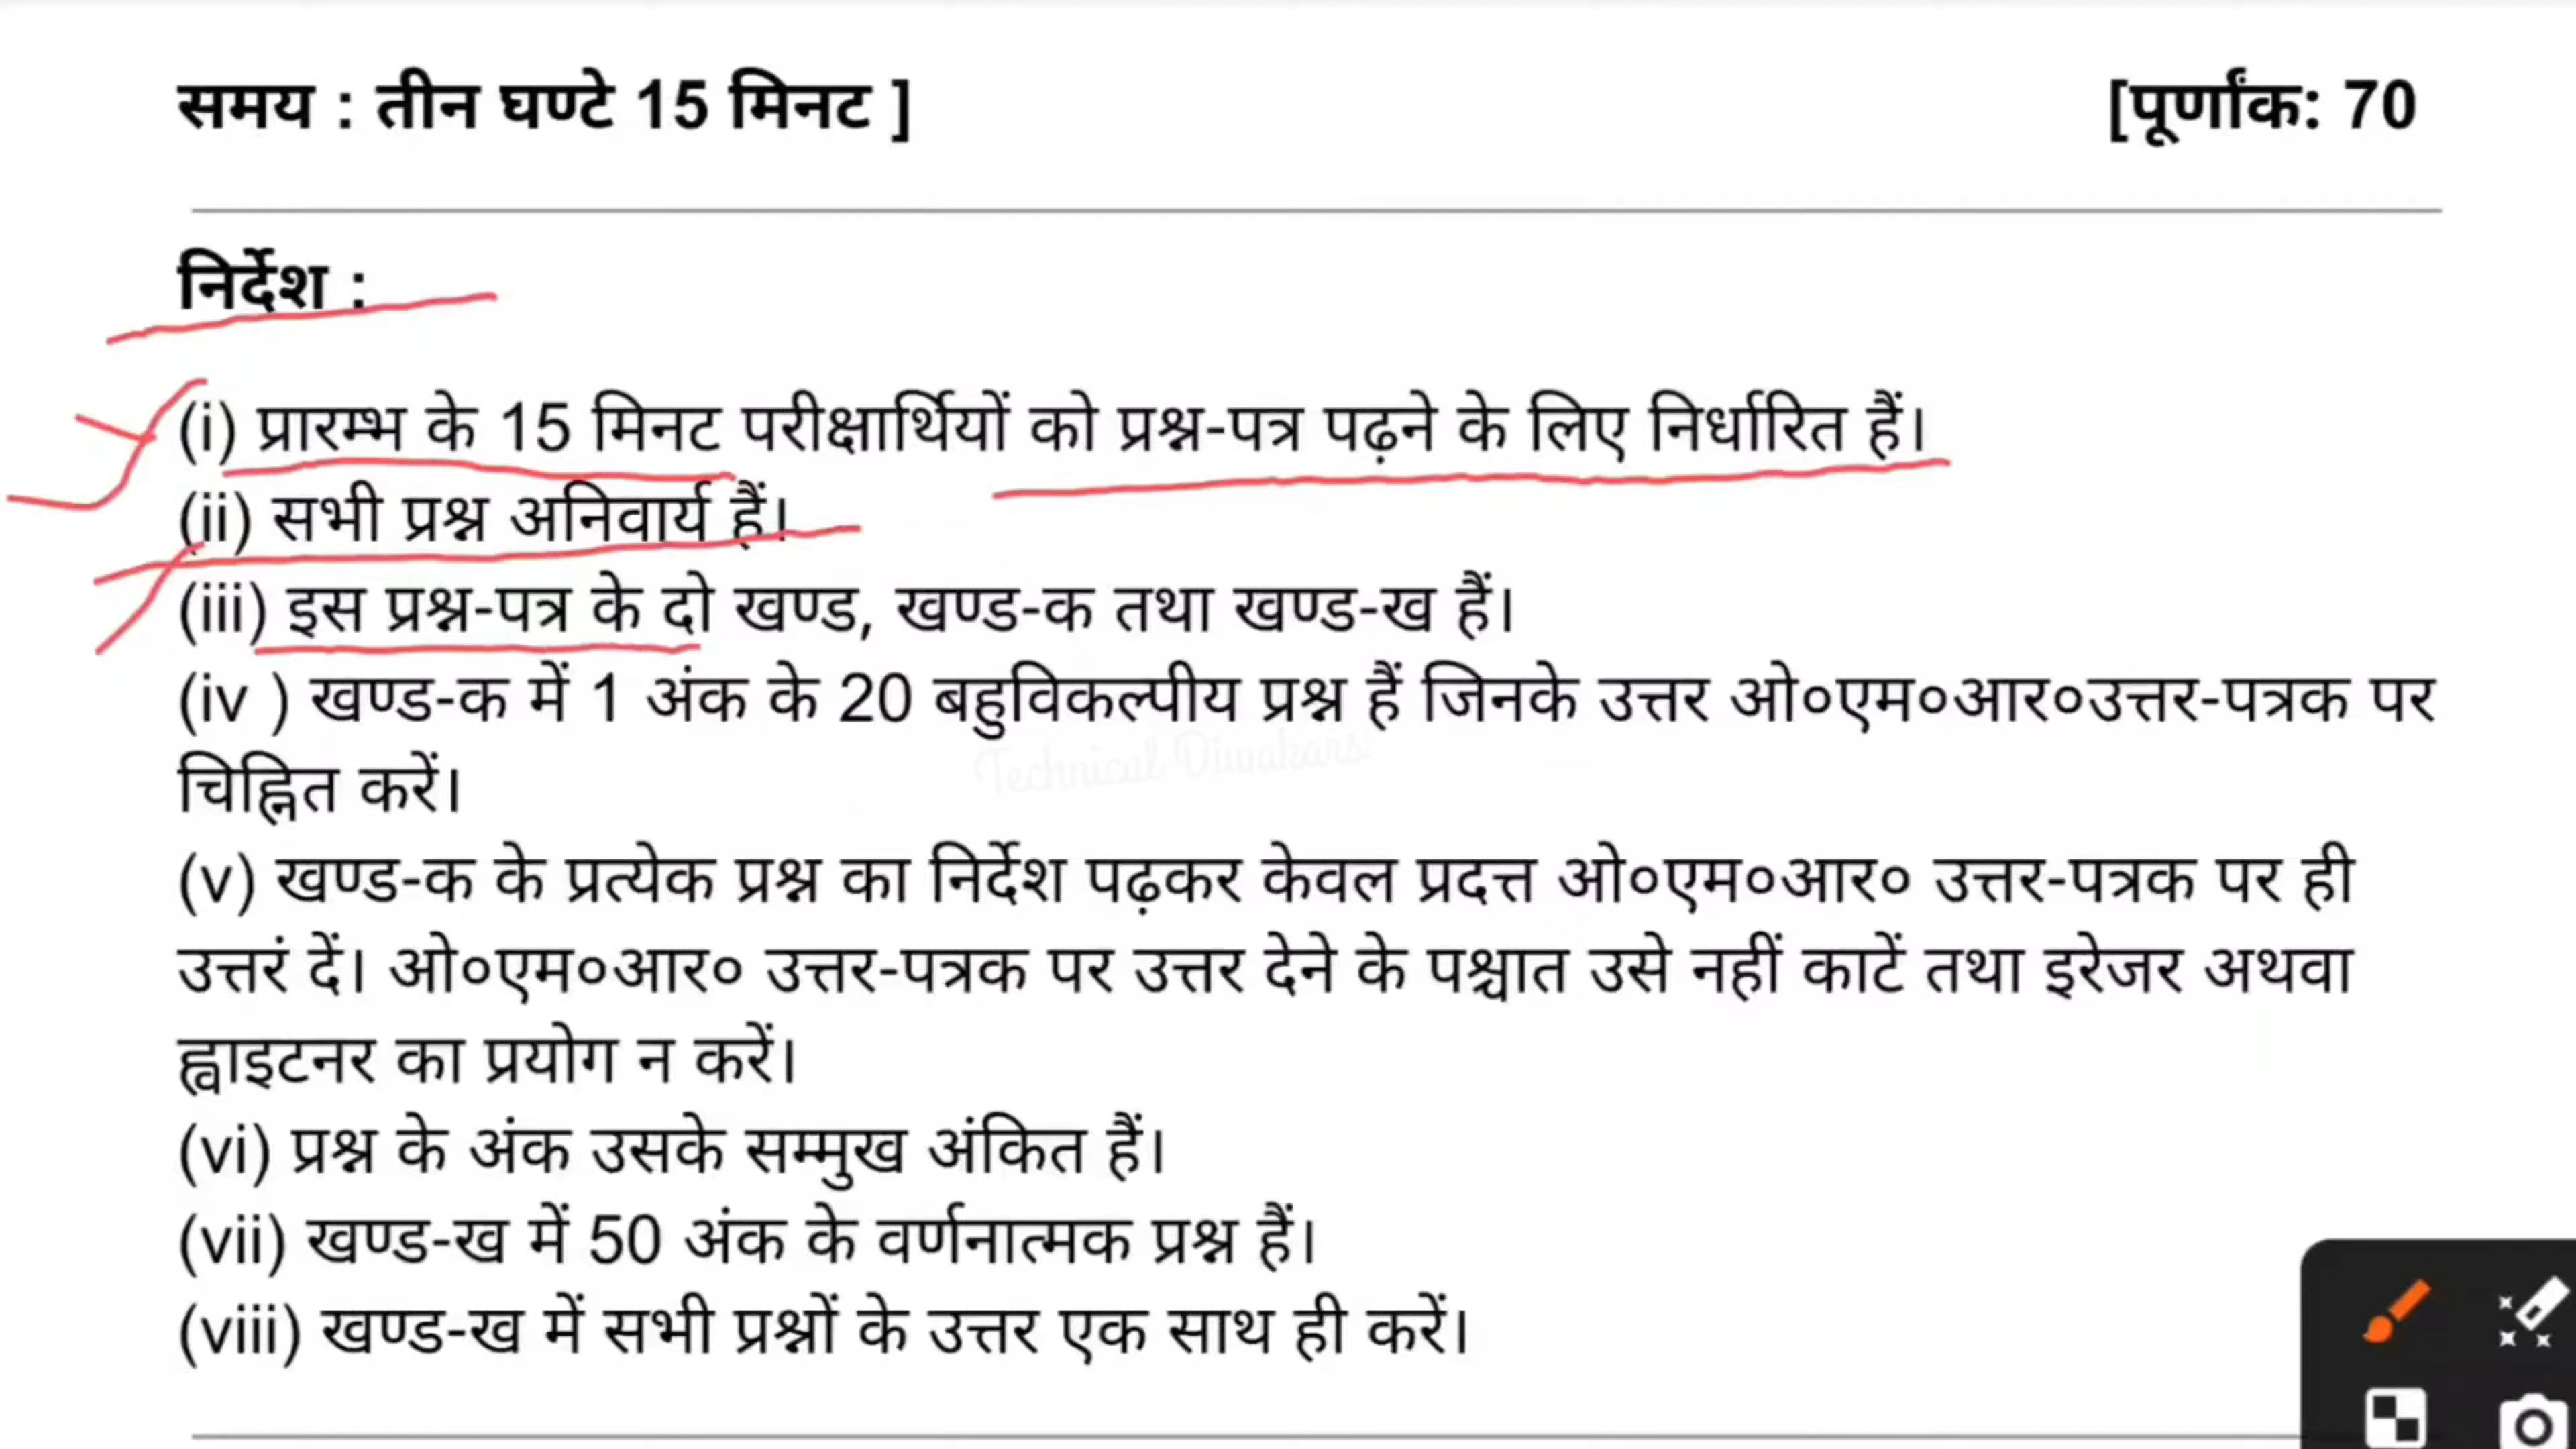 समय : तीन घण्टे 15 मिनट ]
[पूर्णांक: 70
निर्देश :
(i) प्रारम्भ के 15 मिनट परीक्षार्थियों को प्रश्न-पत्र पढ़ने के लिए निर्धारित हैं।
(ii) सभी प्रश्न अनिवार्य हैं।
(iii) इस प्रश्न-पत्र के दो खण्ड, खण्ड-क तथा खण्ड-ख हैं।
(iv ) खण्ड-क में 1 अंक के 20 बहुविकल्पीय प्रश्न हैं जिनके उत्तर ओ०एम०आर०उत्तर-पत्रक पर
चिह्नित करें।
Technical Diwakars
(v) खण्ड-क के प्रत्येक प्रश्न का निर्देश पढ़कर केवल प्रदत्त ओ०एम०आर० उत्तर-पत्रक पर ही
उत्तरं दें। ओ०एम०आर० उत्तर-पत्रक पर उत्तर देने के पश्चात उसे नहीं काटें तथा इरेजर अथवा
ह्वाइटनर का प्रयोग न करें।
(vi) प्रश्न के अंक उसके सम्मुख अंकित हैं।
(vii) खण्ड-ख में 50 अंक के वर्णनात्मक प्रश्न हैं।
(viii) खण्ड-ख में सभी प्रश्नों के उत्तर एक साथ ही करें।